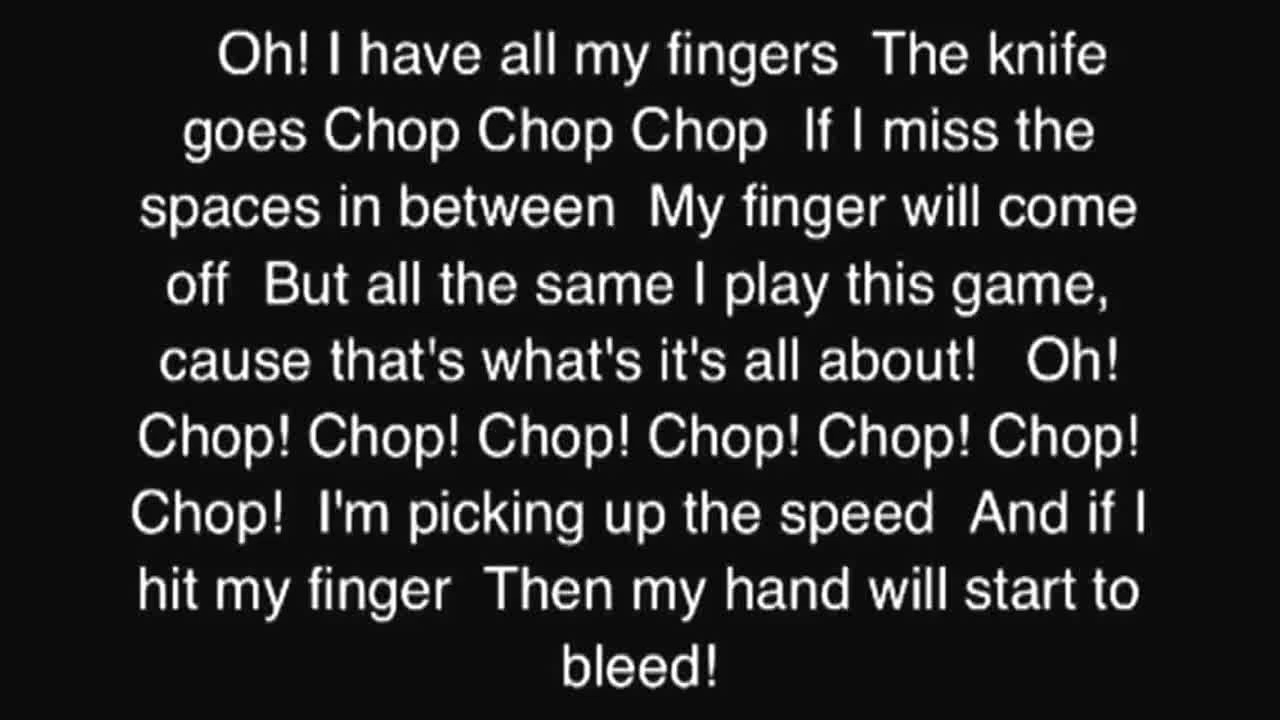 Oh! I have all my fingers The knife
goes Chop Chop Chop If I miss the
spaces in between My finger will come
off But all the same I play this game,
cause that's what's it's all about! Oh!
Chop! Chop! Chop! Chop! Chop! Chop!
Chop! I'm picking up the speed And if I
hit my finger Then my hand will start to
bleed!